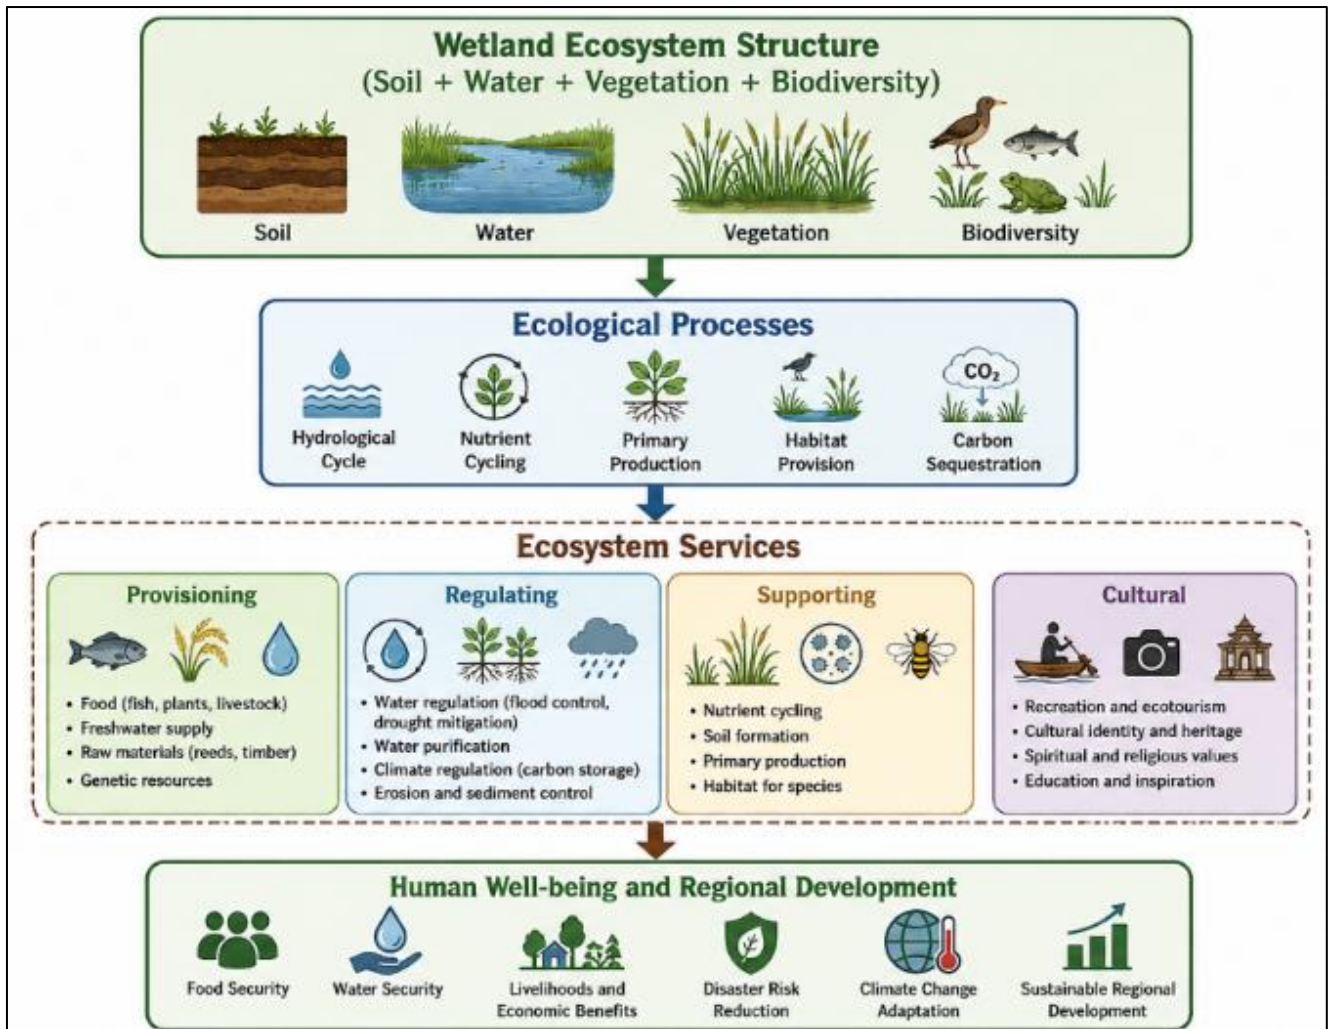 Wetland Ecosystem Structure
(Soil + Water + Vegetation + Biodiversity)
Soil
Water
Vegetation
Biodiversity
Ecological Processes
Hydrological
Cycle
Nutrient
Cycling
Primary
Production
Habitat
Provision
CO₂
Carbon
Sequestration
Ecosystem Services
Provisioning
• Food (fish, plants, livestock)
• Freshwater supply
• Raw materials (reeds, timber)
• Genetic resources
Regulating
• Water regulation (flood control,
drought mitigation)
• Water purification
• Climate regulation (carbon storage)
• Erosion and sediment control
Supporting
• Nutrient cycling
• Soil formation
• Primary production
• Habitat for species
Cultural
• Recreation and ecotourism
• Cultural identity and heritage
• Spiritual and religious values
• Education and inspiration
Human Well-being and Regional Development
Food Security
Water Security
Livelihoods and
Economic Benefits
Disaster Risk
Reduction
Climate Change
Adaptation
Sustainable Regional
Development